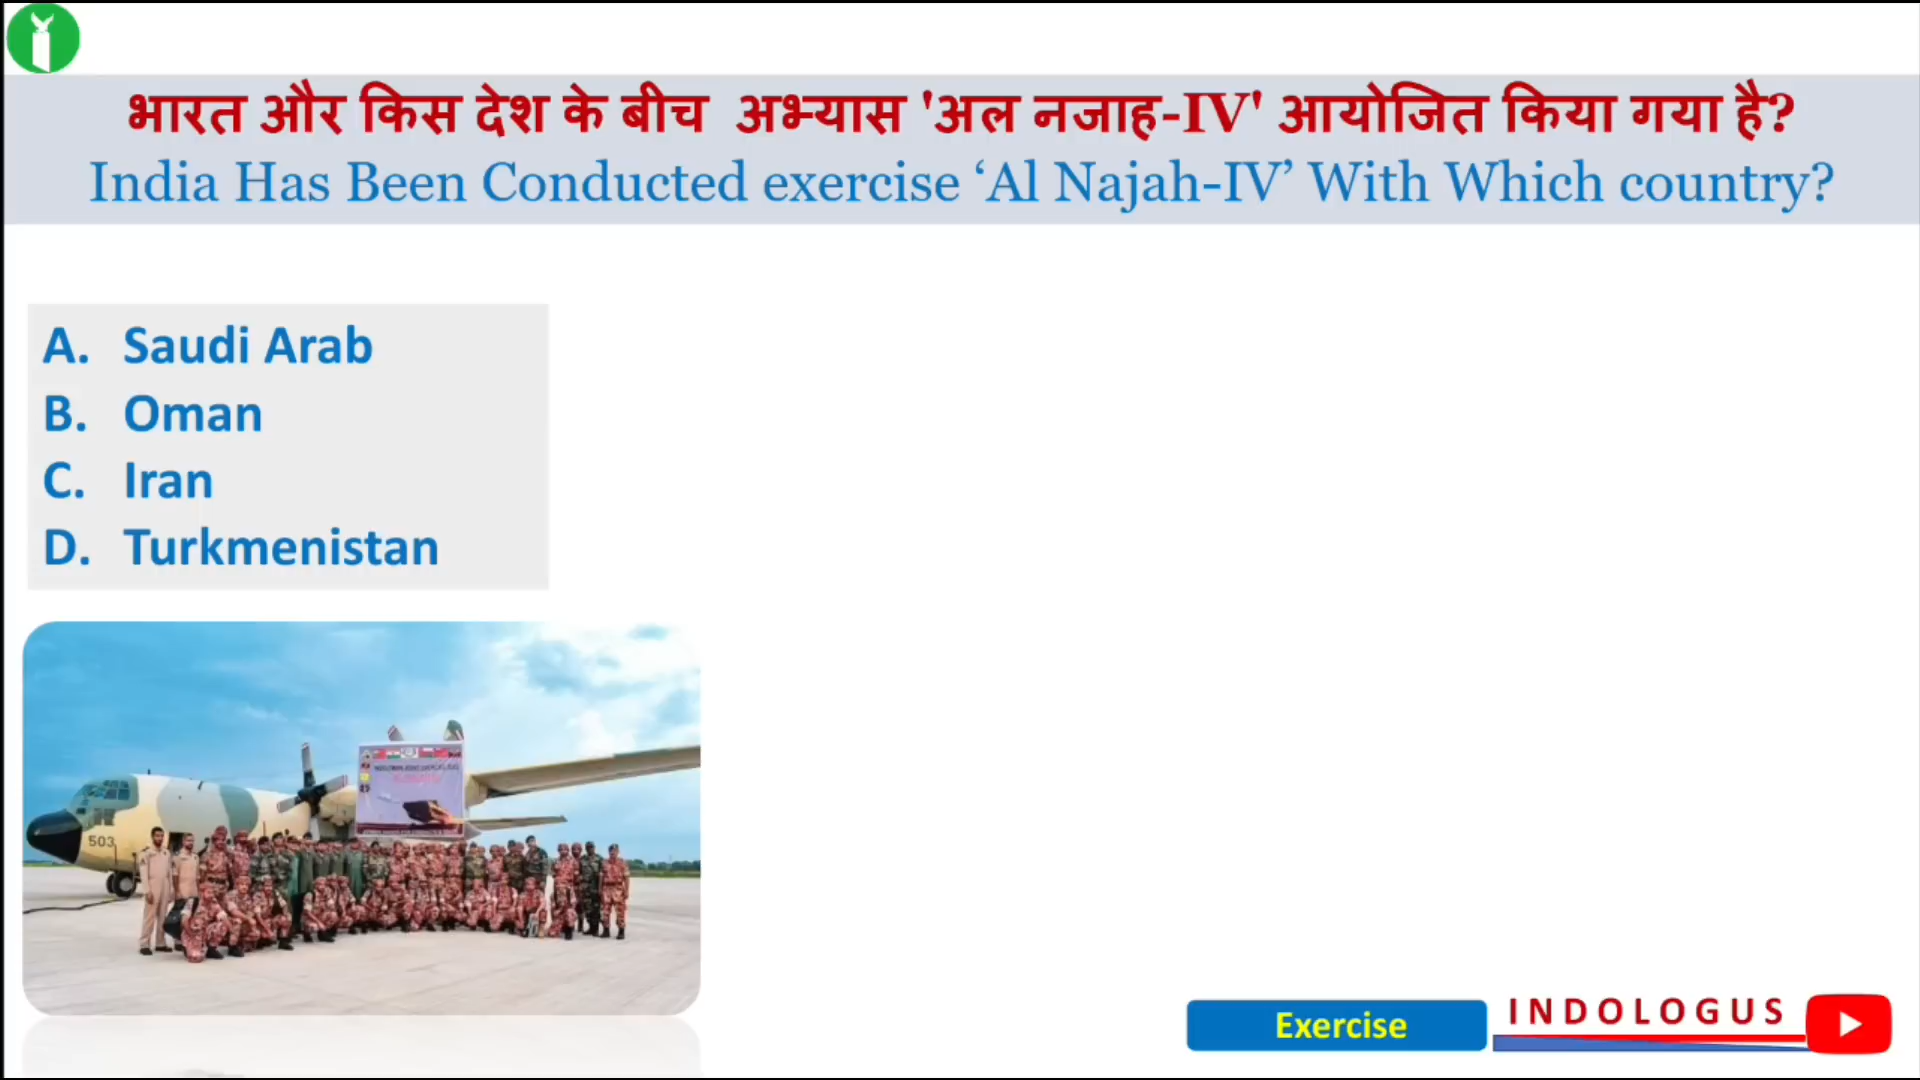 भारत और किस देश के बीच अभ्यास 'अल नजाह-IV' आयोजित किया गया है?
India Has Been Conducted exercise ‘Al Najah-IV’ With Which country?
A. Saudi Arab
B. Oman
C. Iran
D. Turkmenistan
503
Exercise
INDOLOGUS